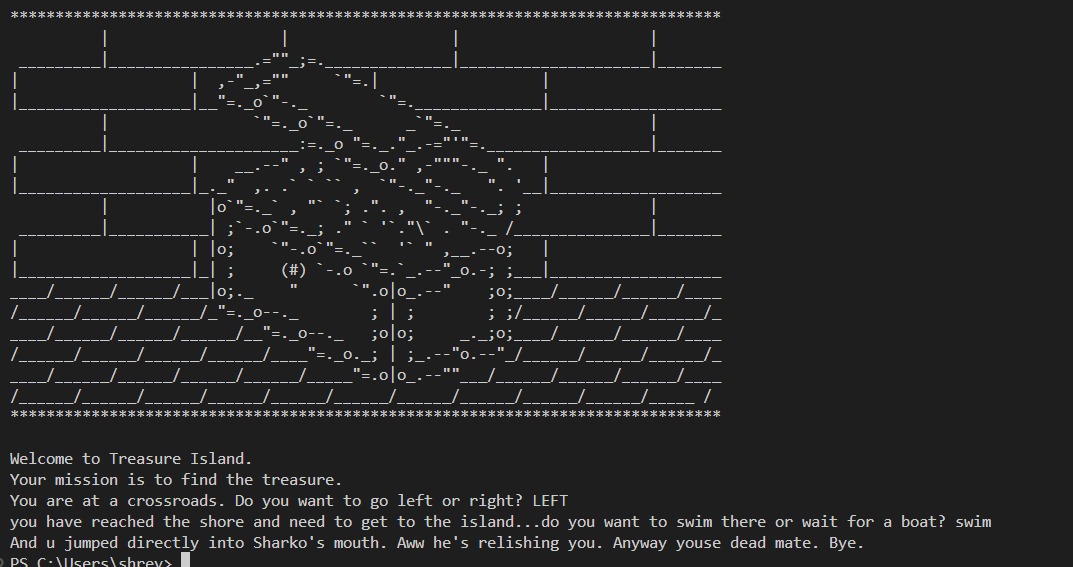 *******************************************************************************
Welcome to Treasure Island.
Your mission is to find the treasure.
You are at a crossroads. Do you want to go left or right? LEFT
you have reached the shore and need to get to the island...do you want to swim there or wait for a boat? swim
And u jumped directly into Sharko's mouth. Aww he's relishing you. Anyway youse dead mate. Bye.
PS C:\Users\shrey>